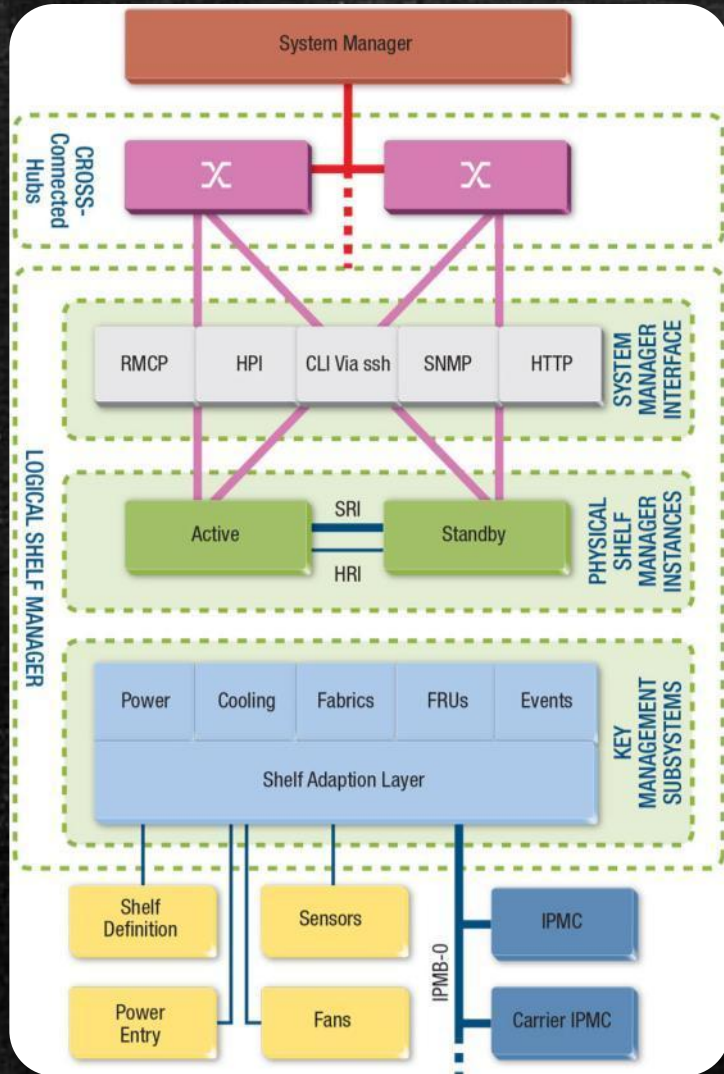 System Manager
CROSS-
Connected
Hubs
RMCP
HPI
CLI Via ssh
SNMP
HTTP
SYSTEM
MANAGER
INTERFACE
LOGICAL SHELF MANAGER
Active
SRI
HRI
Standby
PHYSICAL
SHELF
MANAGER
INSTANCES
Power
Cooling
Fabrics
FRUs
Events
Shelf Adaption Layer
KEY
MANAGEMENT
SUBSYSTEMS
Shelf
Definition
Sensors
IPMB-0
IPMC
Power
Entry
Fans
Carrier IPMC